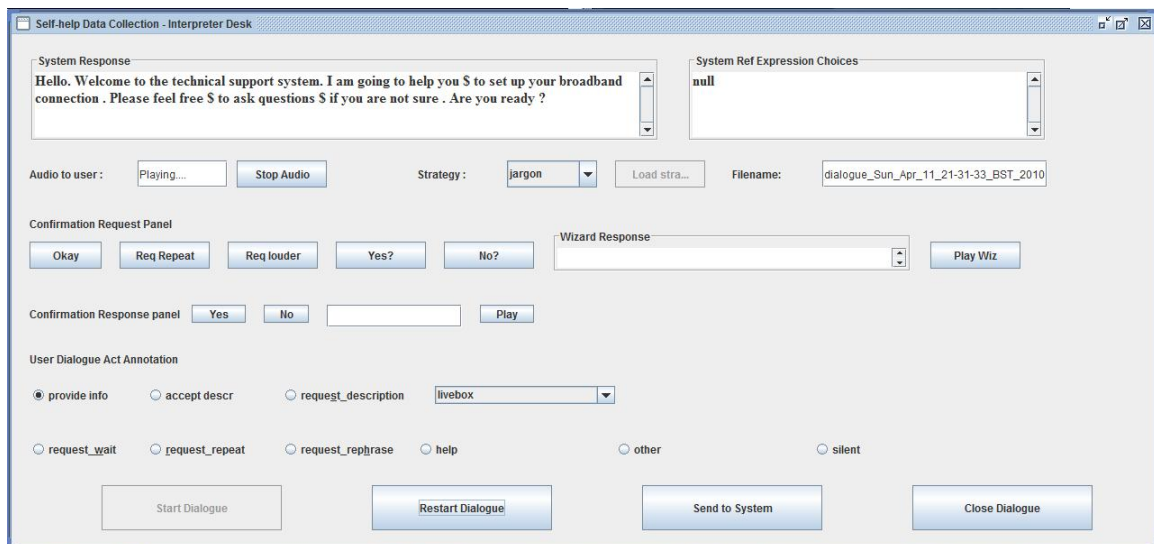 Self-help Data Collection - Interpreter Desk
System Response
Hello. Welcome to the technical support system. I am going to help you $ to set up your broadband
connection . Please feel free $ to ask questions $ if you are not sure . Are you ready ?
System Ref Expression Choices
null
Audio to user : Playing.... Stop Audio Strategy : jargon Load stra... Filename: dialogue_Sun_Apr_11_21-31-33_BST_2010
Confirmation Request Panel
Wizard Response
Okay Req Repeat Req louder Yes? No? Play Wiz
Confirmation Response panel Yes No Play
User Dialogue Act Annotation
provide info accept descr request_description livebox
request_wait request_repeat request_rephrase help other silent
Start Dialogue Restart Dialogue Send to System Close Dialogue